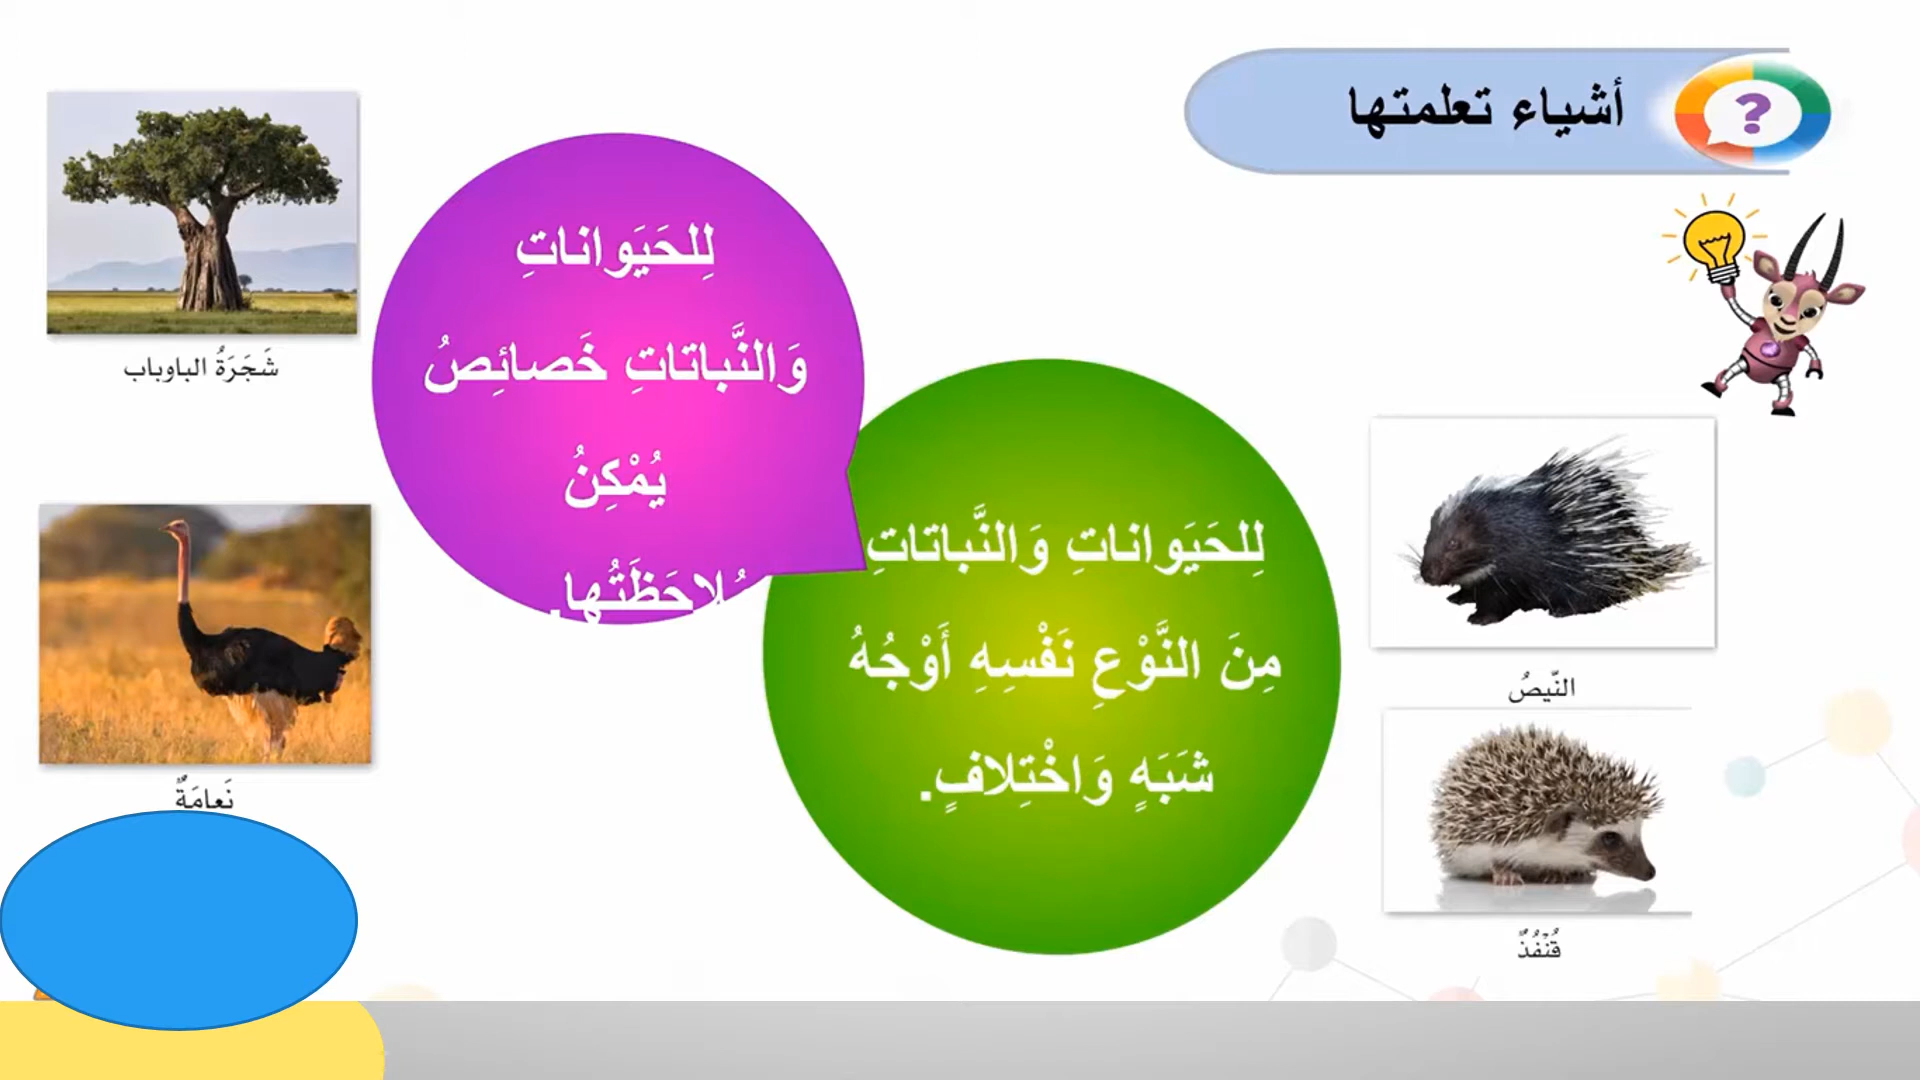 أشياء تعلمتها
لِلحَيَواناتِ
وَالنَّباتاتِ خَصائِصُ
يُمْكِنُ
مُلاحَظَتُها.
لِلحَيَواناتِ وَالنَّباتاتِ
مِنَ النَّوْعِ نَفْسِهِ أَوْجُهُ
شَبَهٍ وَاخْتِلافٍ.
شَجَرَةُ الباوباب
نَعامَةٌ
النّيصُ
قُنْفُذٌ